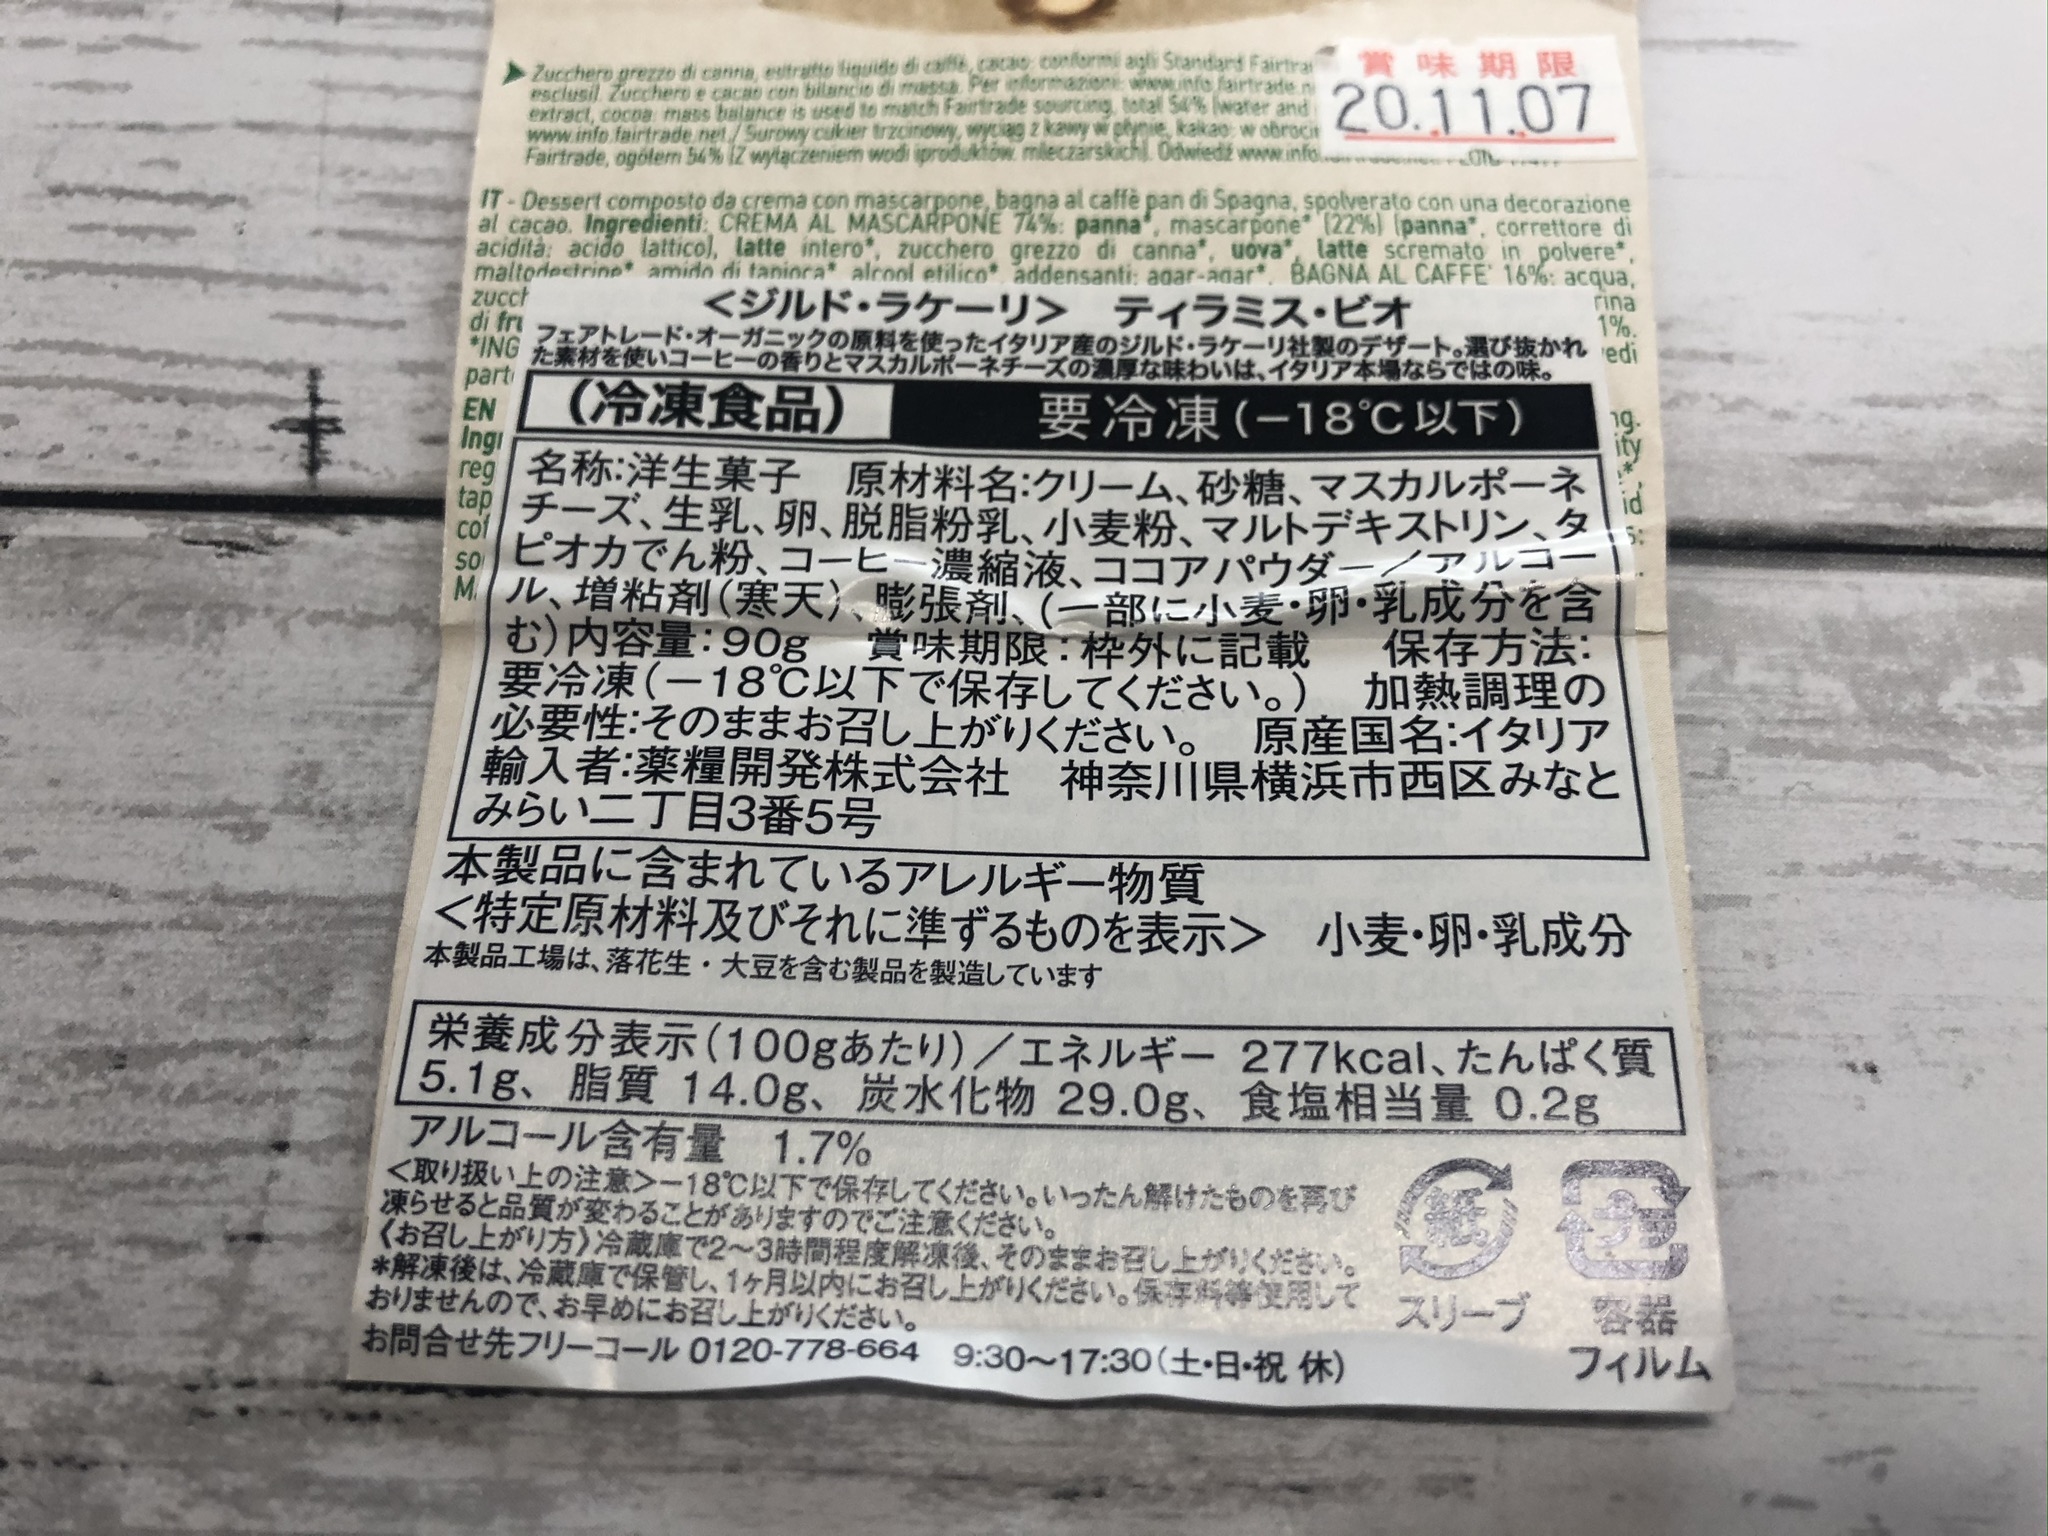 賞味期限
20.11.07
Zucchero grezzo di canna, estratto liquido di caffè, cacao: conformi agli Standard Fairtra
esclusil. Zucchero e cacao con bilancio di massa. Per informazioni: www.info.fairtrade.n
extract, cocoa: mass balance is used to match Fairtrade sourcing, total 54% (water and
www.info.fairtrade.net./ Surowy cukier trzcinowy, wyciąg z kawy w płynie, kakao: w obroci
Fairtrade, ogółem 54% (Z wyłączeniem wodi iproduktów mleczarskich). Odwiedź www.info
IT - Dessert composto da crema con mascarpone, bagna al caffè pan di Spagna, spolverato con una decorazione
al cacao. Ingredienti: CREMA AL MASCARPONE 74%: panna*, mascarpone* (22%) (panna*, correttore di
acidità: acido lattico), latte intero*, zucchero grezzo di canna*, uova*, latte scremato in polvere*,
maltodestrine* amido di tapioca* alcool etilico* addensanti: agar-agar*. BAGNA AL CAFFE' 16%: acqua,
zucch rina
di fru 1%.
*ING vedi
part
EN ng.
Ingr ity
reg
tap id
cof s:
so
M
<ジルド・ラケーリ> ティラミス・ビオ
フェアトレード・オーガニックの原料を使ったイタリア産のジルド・ラケーリ社製のデザート。選び抜かれ
た素材を使いコーヒーの香りとマスカルポーネチーズの濃厚な味わいは、イタリア本場ならではの味。
(冷凍食品) 要冷凍(−18℃以下)
名称:洋生菓子 原材料名:クリーム、砂糖、マスカルポーネ
チーズ、生乳、卵、脱脂粉乳、小麦粉、マルトデキストリン、タ
ピオカでん粉、コーヒー濃縮液、ココアパウダー/アルコー
ル、増粘剤(寒天)、膨張剤、(一部に小麦・卵・乳成分を含
む)内容量:90g 賞味期限:枠外に記載 保存方法:
要冷凍(−18℃以下で保存してください。) 加熱調理の
必要性:そのままお召し上がりください。 原産国名:イタリア
輸入者:薬糧開発株式会社 神奈川県横浜市西区みなと
みらい二丁目3番5号
本製品に含まれているアレルギー物質
<特定原材料及びそれに準ずるものを表示> 小麦・卵・乳成分
本製品工場は、落花生・大豆を含む製品を製造しています
栄養成分表示(100gあたり)/エネルギー 277kcal、たんぱく質
5.1g、脂質 14.0g、炭水化物 29.0g、食塩相当量 0.2g
アルコール含有量 1.7%
<取り扱い上の注意>−18℃以下で保存してください。いったん解けたものを再び
凍らせると品質が変わることがありますのでご注意ください。
《お召し上がり方》冷蔵庫で2〜3時間程度解凍後、そのままお召し上がりください。
*解凍後は、冷蔵庫で保管し、1ヶ月以内にお召し上がりください。保存料等使用して
おりませんので、お早めにお召し上がりください。
お問合せ先フリーコール 0120-778-664 9:30〜17:30(土・日・祝 休)
紙 プラ
スリーブ 容器
フィルム